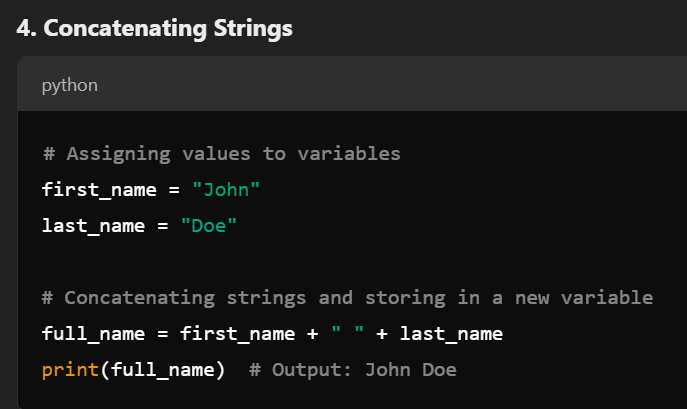 4. Concatenating Strings
python
# Assigning values to variables
first_name = "John"
last_name = "Doe"
# Concatenating strings and storing in a new variable
full_name = first_name + " " + last_name
print(full_name)  # Output: John Doe